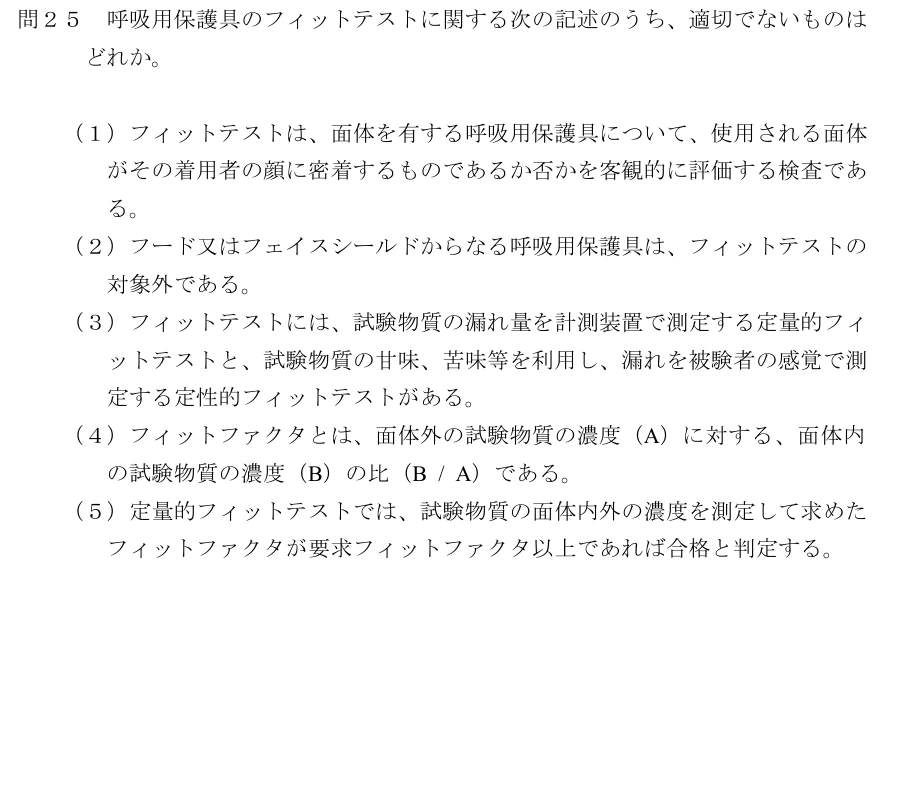 問２５　呼吸用保護具のフィットテストに関する次の記述のうち、適切でないものは
どれか。
（１）フィットテストは、面体を有する呼吸用保護具について、使用される面体
がその着用者の顔に密着するものであるか否かを客観的に評価する検査であ
る。
（２）フード又はフェイスシールドからなる呼吸用保護具は、フィットテストの
対象外である。
（３）フィットテストには、試験物質の漏れ量を計測装置で測定する定量的フィ
ットテストと、試験物質の甘味、苦味等を利用し、漏れを被験者の感覚で測
定する定性的フィットテストがある。
（４）フィットファクタとは、面体外の試験物質の濃度（A）に対する、面体内
の試験物質の濃度（B）の比（B / A）である。
（５）定量的フィットテストでは、試験物質の面体内外の濃度を測定して求めた
フィットファクタが要求フィットファクタ以上であれば合格と判定する。